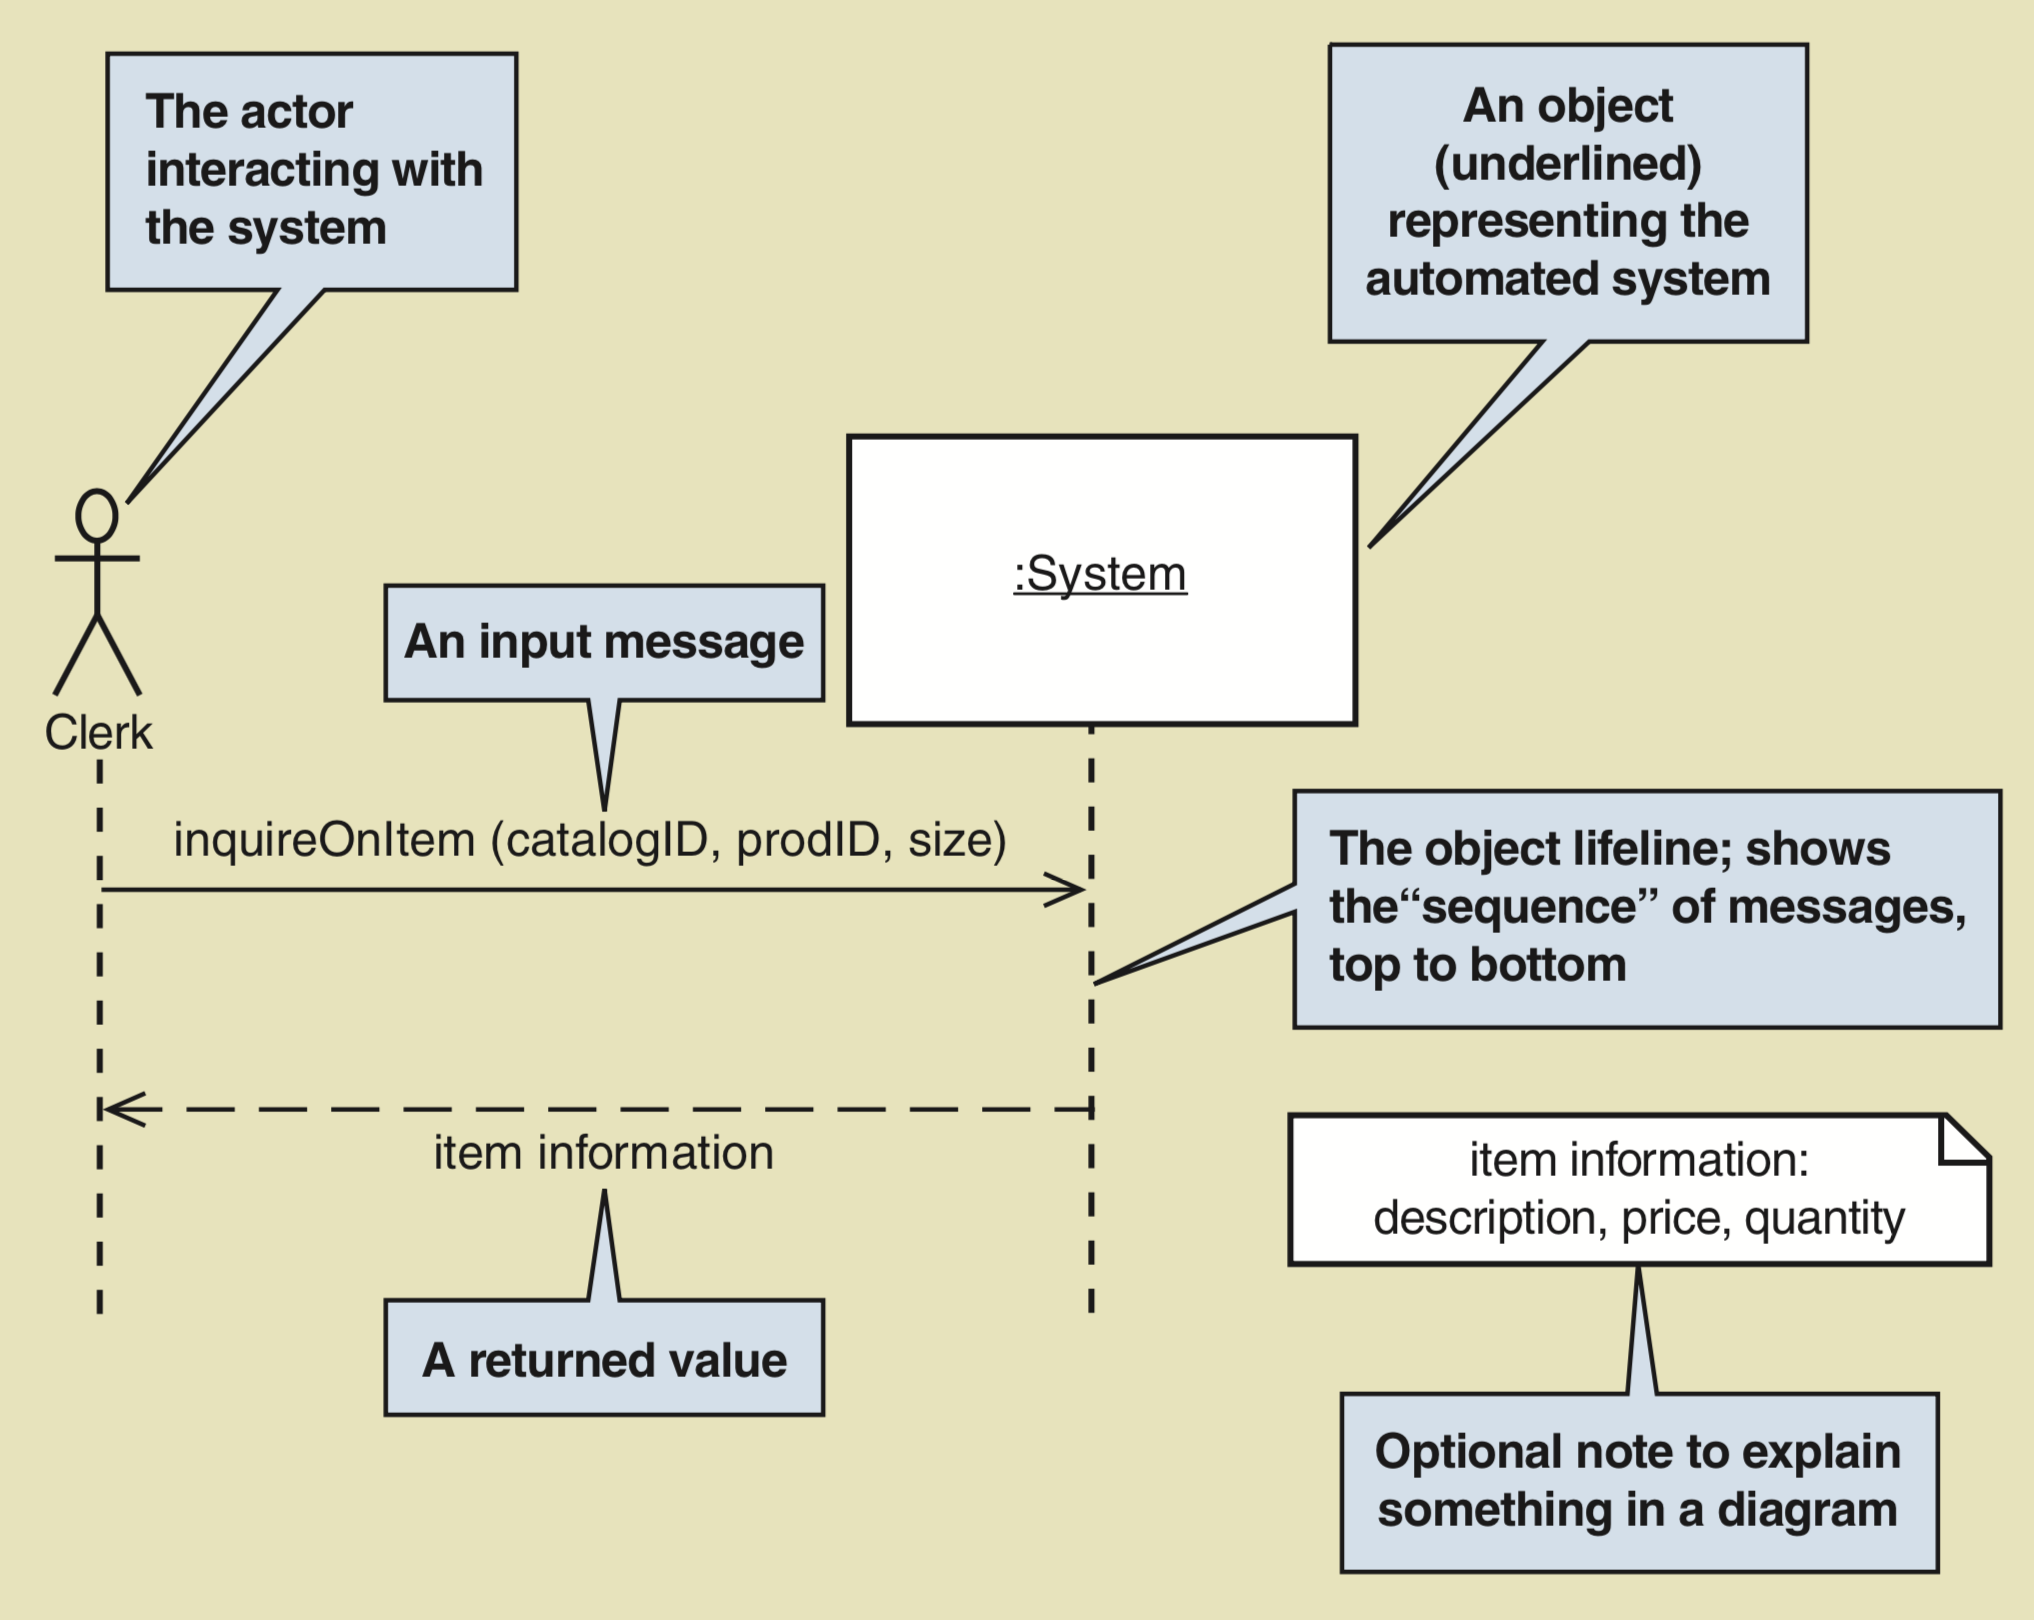 The actor
interacting with
the system
An object
(underlined)
representing the
automated system
:System
An input message
Clerk
inquireOnItem (catalogID, prodID, size)
The object lifeline; shows
the“sequence” of messages,
top to bottom
item information
item information:
description, price, quantity
A returned value
Optional note to explain
something in a diagram